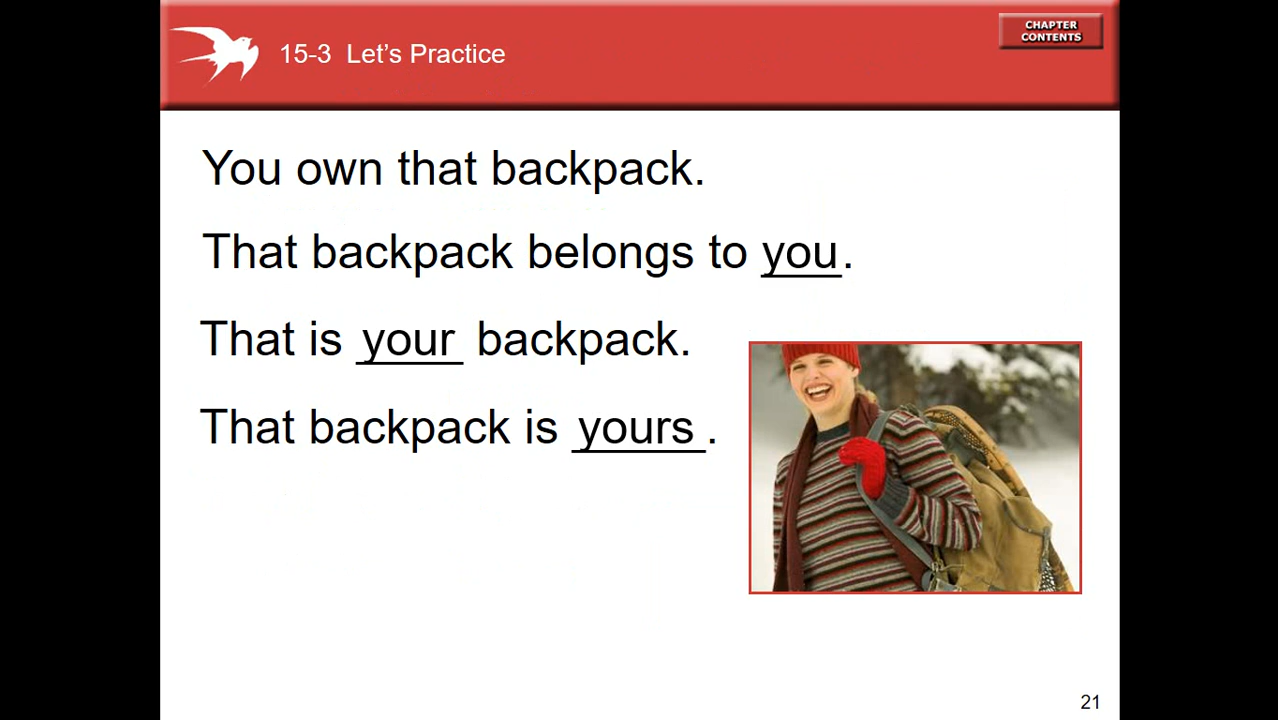 15-3 Let’s Practice
CHAPTER
CONTENTS
You own that backpack.
That backpack belongs to you.
That is your backpack.
That backpack is yours .
21